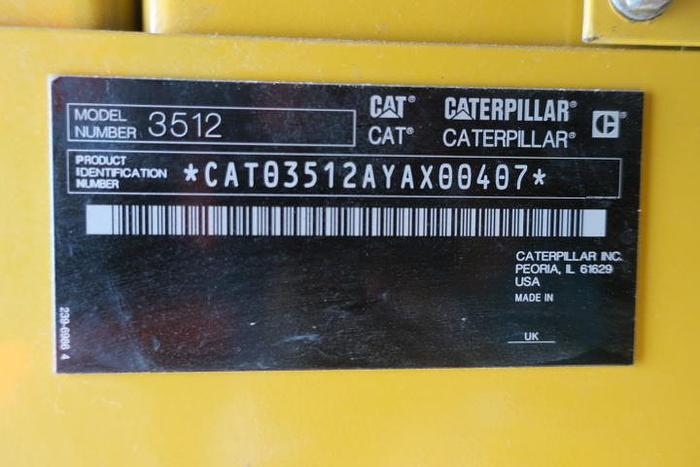 MODEL
NUMBER 3512
CAT® CATERPILLAR®
CAT® CATERPILLAR®
PRODUCT
IDENTIFICATION
NUMBER
*CAT03512AYAX00407*
CATERPILLAR INC.
PEORIA, IL 61629
USA
MADE IN
UK
239-6986 4